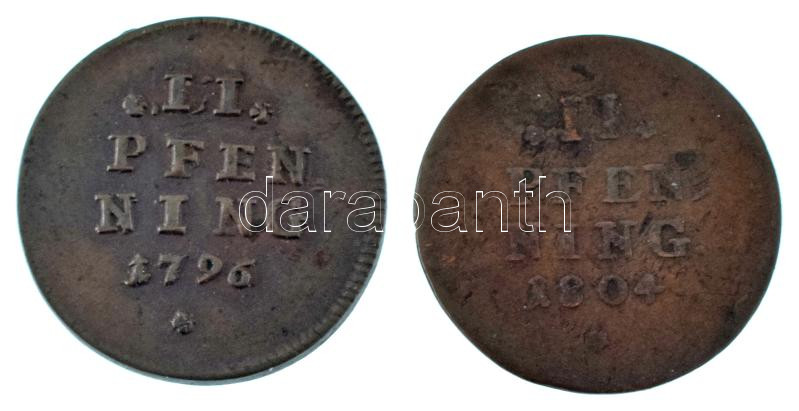 II
PFEN
NING
1796
II
PFEN
NING
1804
darabanth